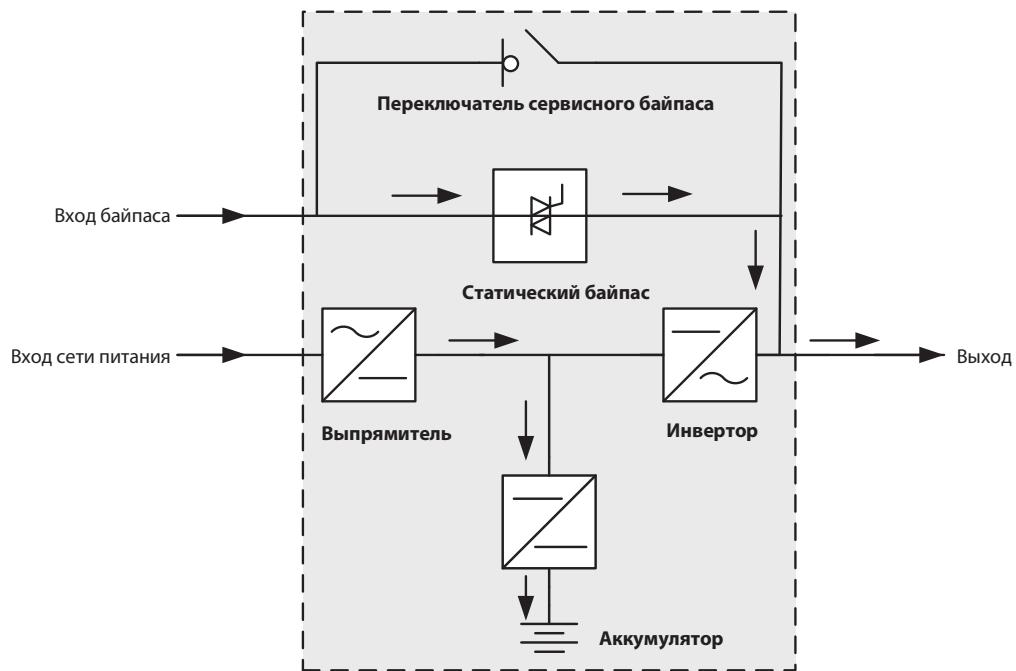 Переключатель сервисного байпаса
Вход байпаса
Статический байпас
Вход сети питания
Выход
Выпрямитель
Инвертор
Аккумулятор